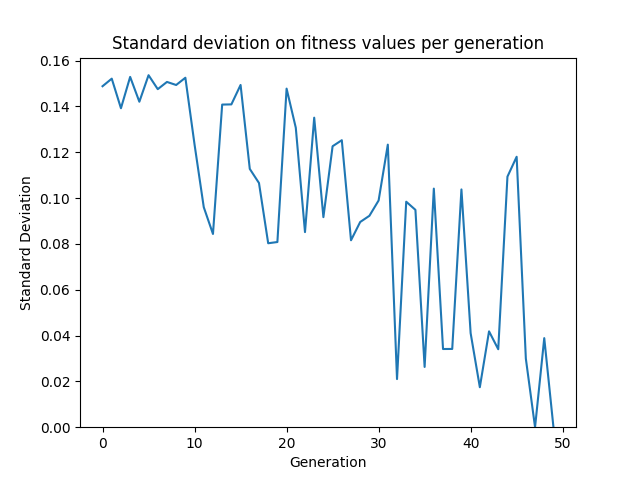 Standard deviation on fitness values per generation
0.16
0.14
0.12
0.10
0.08
0.06
0.04
0.02
0.00
Standard Deviation
0 10 20 30 40 50
Generation